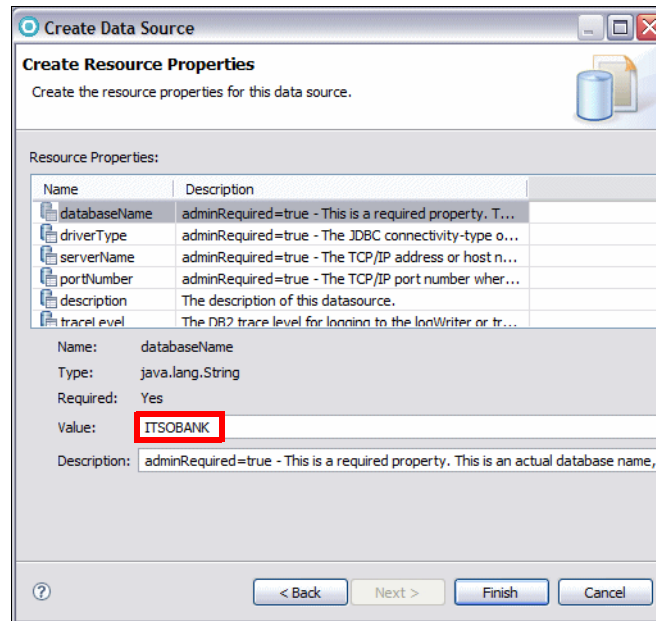 Create Data Source
Create Resource Properties
Create the resource properties for this data source.
Resource Properties:
Name Description
databaseName adminRequired=true - This is a required property. T...
driverType adminRequired=true - The JDBC connectivity-type o...
serverName adminRequired=true - The TCP/IP address or host n...
portNumber adminRequired=true - The TCP/IP port number wher...
description The description of this datasource.
traceLevel The DB2 trace level for logging to the logWriter or tr...
Name: databaseName
Type: java.lang.String
Required: Yes
Value: ITSOBANK
Description: adminRequired=true - This is a required property. This is an actual database name,
? < Back Next > Finish Cancel